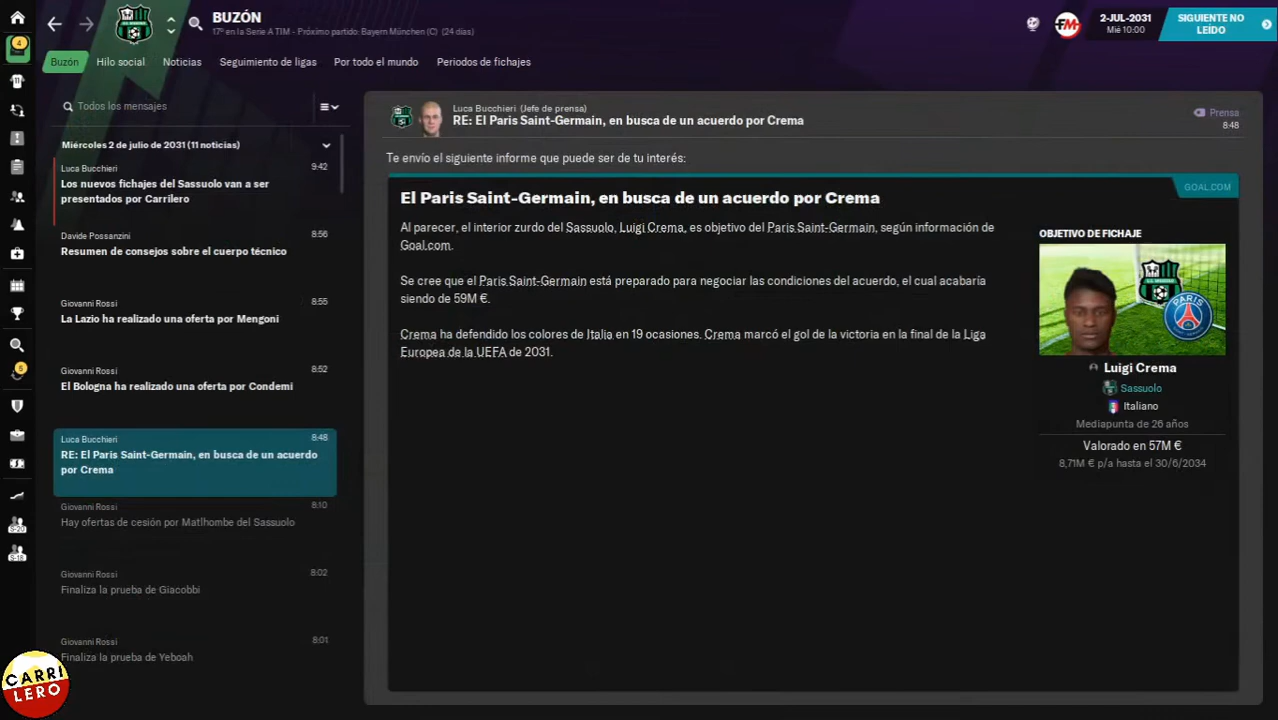 BUZÓN
17º en la Serie A TIM - Próximo partido: Bayern München (C) (24 días)
FM
2-JUL-2031
Mié 10:00
SIGUIENTE NO
LEÍDO
4
Buzón
Hilo social
Noticias
Seguimiento de ligas
Por todo el mundo
Periodos de fichajes
Todos los mensajes
Miércoles 2 de julio de 2031 (11 noticias)
Luca Bucchieri
9:42
Los nuevos fichajes del Sassuolo van a ser
presentados por Carrilero
Davide Possanzini
8:56
Resumen de consejos sobre el cuerpo técnico
Giovanni Rossi
8:55
La Lazio ha realizado una oferta por Mengoni
Giovanni Rossi
8:52
El Bologna ha realizado una oferta por Condemi
Luca Bucchieri
8:48
RE: El Paris Saint-Germain, en busca de un acuerdo
por Crema
Giovanni Rossi
8:10
Hay ofertas de cesión por Matlhombe del Sassuolo
Giovanni Rossi
8:02
Finaliza la prueba de Giacobbi
Giovanni Rossi
8:01
Finaliza la prueba de Yeboah
11
5
S-20
S-18
CARRI
LERO
Luca Bucchieri (Jefe de prensa)
RE: El Paris Saint-Germain, en busca de un acuerdo por Crema
Prensa
8:48
Te envío el siguiente informe que puede ser de tu interés:
GOAL.COM
El Paris Saint-Germain, en busca de un acuerdo por Crema
Al parecer, el interior zurdo del Sassuolo, Luigi Crema, es objetivo del Paris Saint-Germain, según información de
Goal.com.
Se cree que el Paris Saint-Germain está preparado para negociar las condiciones del acuerdo, el cual acabaría
siendo de 59M €.
Crema ha defendido los colores de Italia en 19 ocasiones. Crema marcó el gol de la victoria en la final de la Liga
Europea de la UEFA de 2031.
OBJETIVO DE FICHAJE
PARIS
Luigi Crema
Sassuolo
Italiano
Mediapunta de 26 años
Valorado en 57M €
8,71M € p/a hasta el 30/6/2034